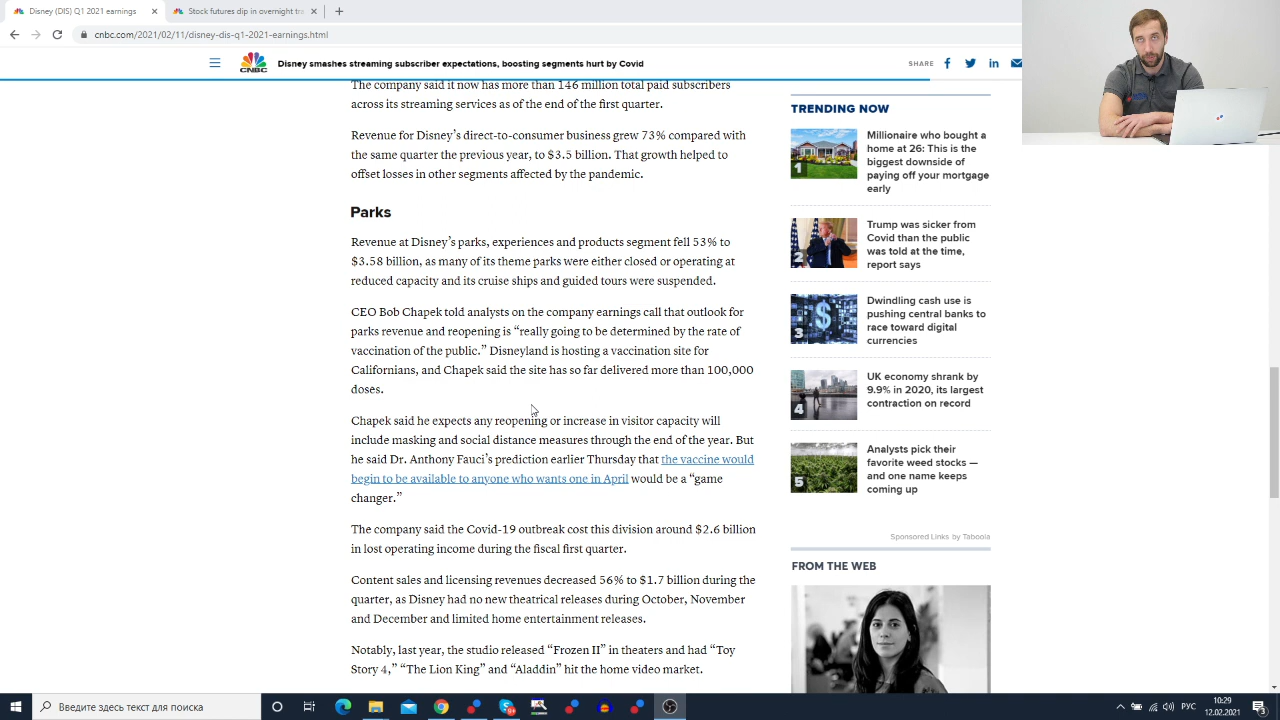 Disney (DIS) Q1 2021 earnings
Stock futures dip in overnight tra
cnbc.com/2021/02/11/disney-dis-q1-2021-earnings.html
CNBC
Disney smashes streaming subscriber expectations, boosting segments hurt by Covid
SHARE
The company said it now has more than 146 million total paid subscribers
across its streaming services as of the end of the first quarter.
Revenue for Disney’s direct-to-consumer business grew 73% compared with
the same quarter the previous year, to $3.5 billion. That growth helped to
offset losses in other segments affected by the pandemic.
Parks
Revenue at Disney’s parks, experiences and products segment fell 53% to
$3.58 billion, as many of its theme parks were either closed or operating at
reduced capacity and its cruise ships and guided tours were suspended.
CEO Bob Chapek told analysts on the company earnings call that outlook for
parks revenue and reopening is “really going to be determined by the rate of
vaccination of the public.” Disneyland is hosting a vaccination site for
Californians, and Chapek said the site has so far delivered more than 100,000
doses.
Chapek said he expects any reopening or increase in visitor capacity will
include masking and social distance measures through the end of the year. But
he said Dr. Anthony Fauci’s prediction earlier Thursday that the vaccine would
begin to be available to anyone who wants one in April would be a “game
changer.”
The company said the Covid-19 outbreak cost this segment around $2.6 billion
in lost operating income during the fiscal first quarter.
Content sales and licensing revenues decreased 56% to $1.7 billion during the
quarter, as Disney had no new theatrical releases during October, November
and December and limited home entertainment releases.
Notably, last year, the studio released “Frozen II” in theaters and had “Toy
Story 4,” “The Lion King” and “Aladdin” hit the home video market.
TRENDING NOW
1
Millionaire who bought a
home at 26: This is the
biggest downside of
paying off your mortgage
early
2
Trump was sicker from
Covid than the public
was told at the time,
report says
3
Dwindling cash use is
pushing central banks to
race toward digital
currencies
4
UK economy shrank by
9.9% in 2020, its largest
contraction on record
5
Analysts pick their
favorite weed stocks —
and one name keeps
coming up
Sponsored Links by Taboola
FROM THE WEB
Введите здесь текст для поиска
РУС
10:29
12.02.2021